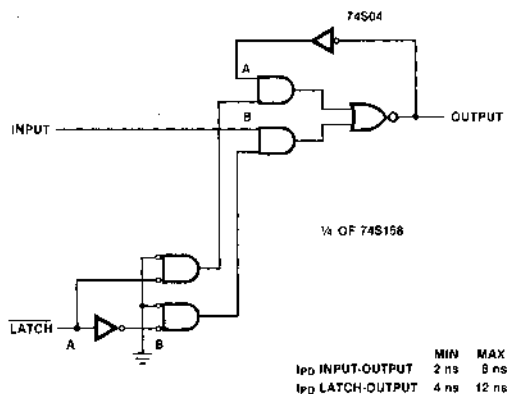 74S04
A
B
INPUT
OUTPUT
¼ OF 74S158
LATCH
A
B
MIN MAX
tPD INPUT-OUTPUT 2 ns 8 ns
tPD LATCH-OUTPUT 4 ns 12 ns